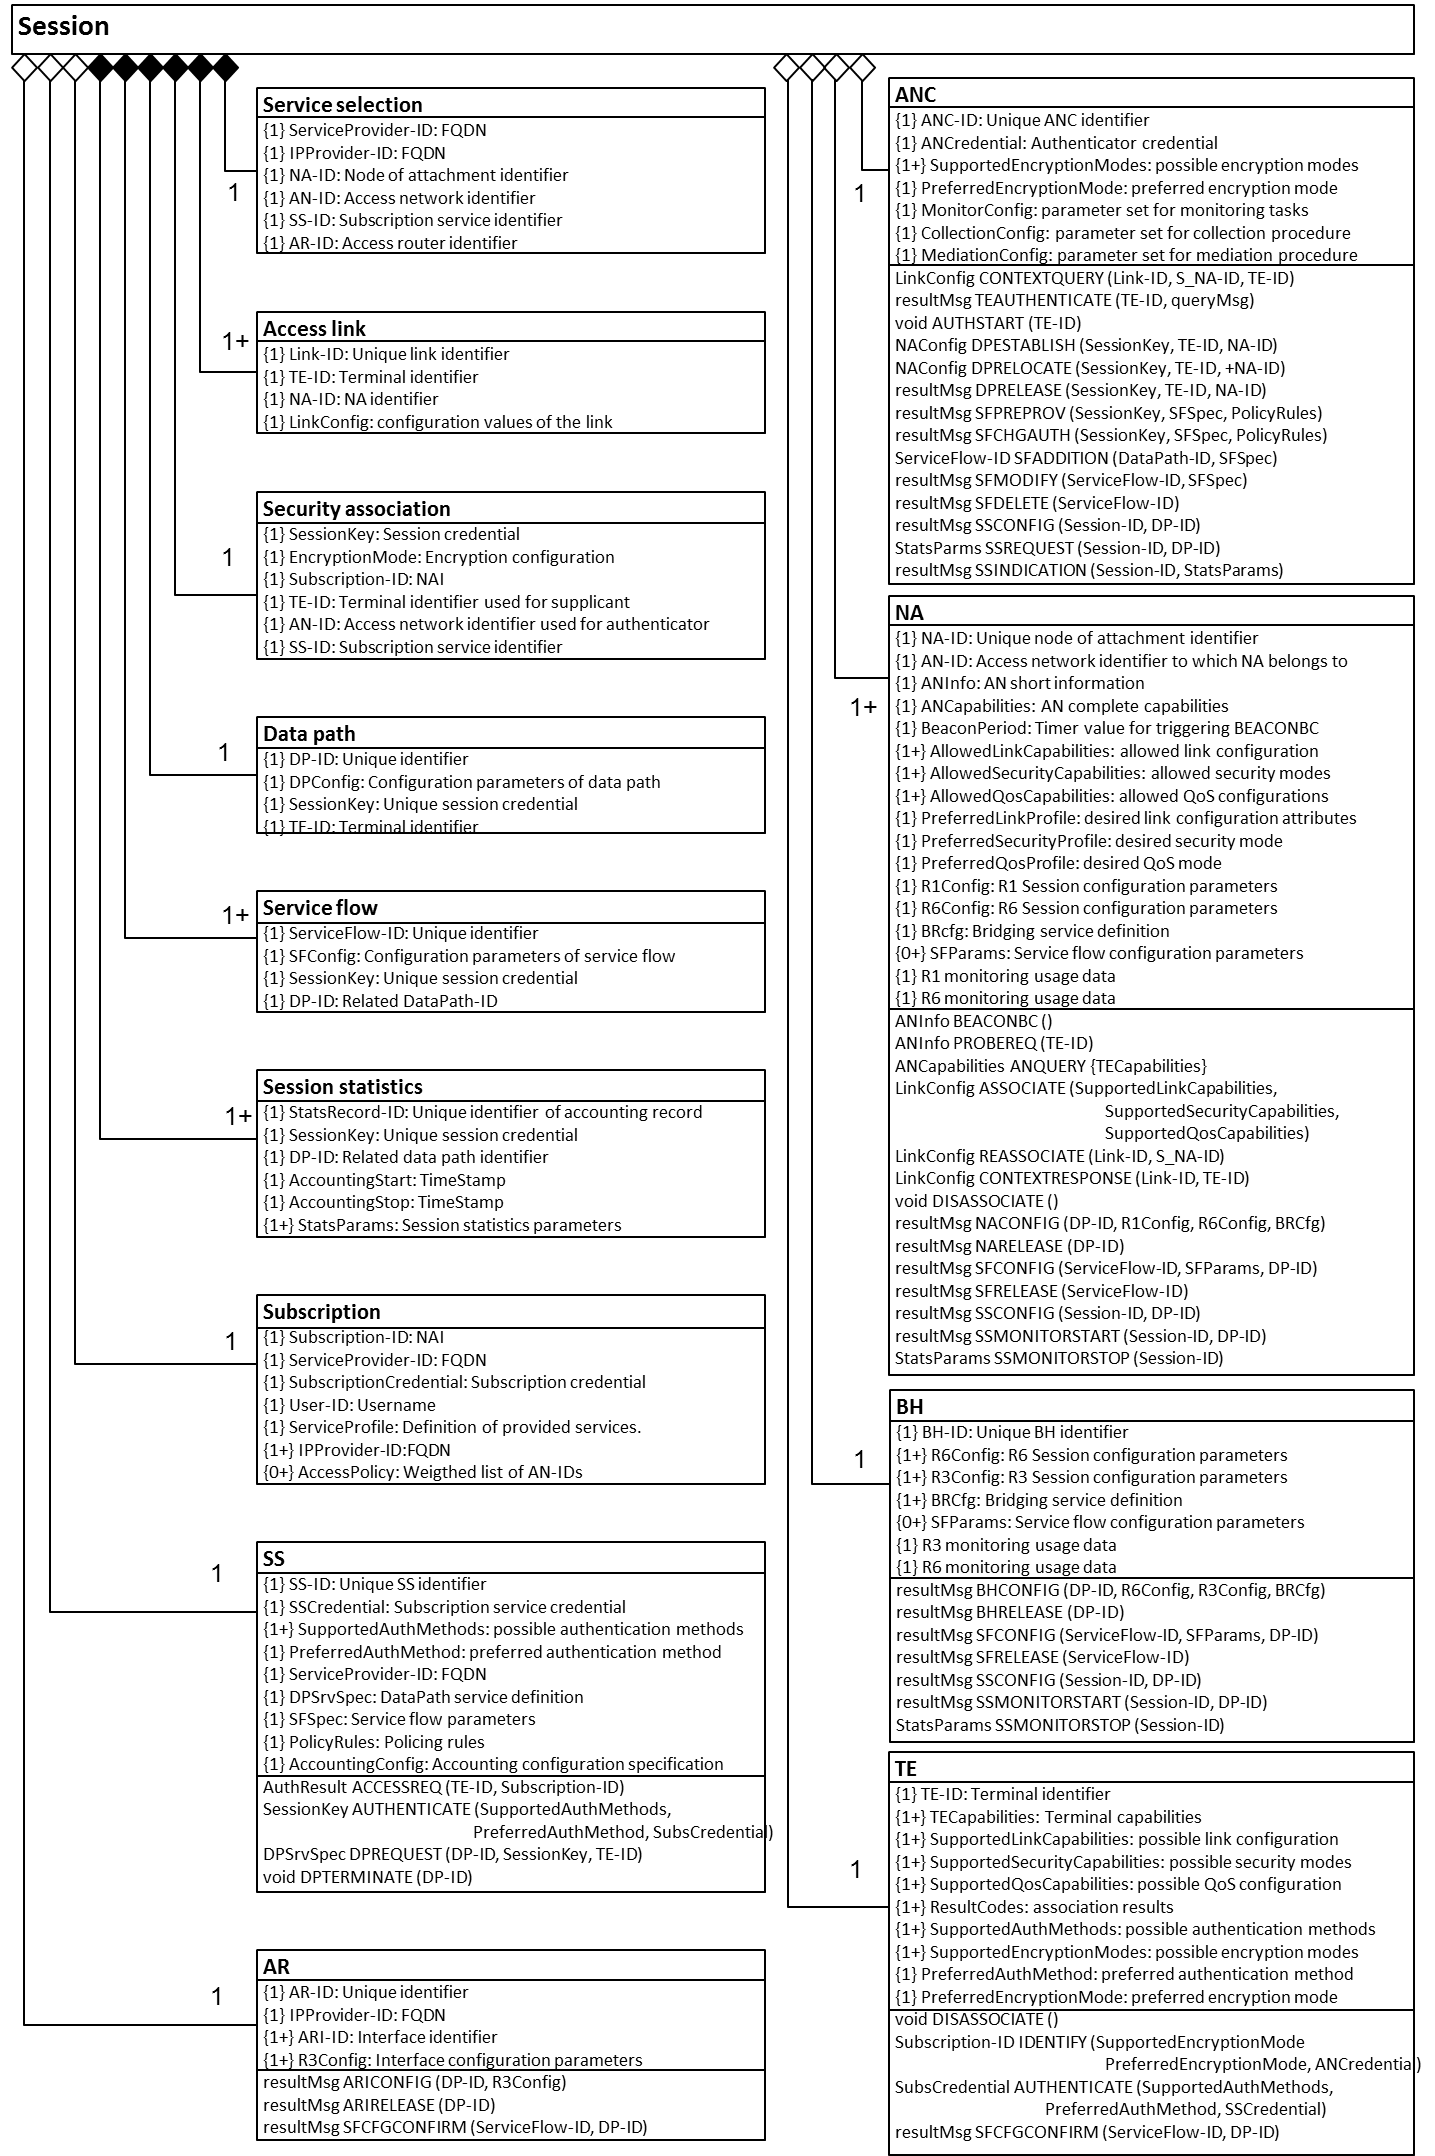 Session
Service selection
{1} ServiceProvider-ID: FQDN
{1} IPProvider-ID: FQDN
{1} NA-ID: Node of attachment identifier
{1} AN-ID: Access network identifier
{1} SS-ID: Subscription service identifier
{1} AR-ID: Access router identifier
1
Access link
{1} Link-ID: Unique link identifier
{1} TE-ID: Terminal identifier
{1} NA-ID: NA identifier
{1} LinkConfig: configuration values of the link
1+
Security association
{1} SessionKey: Session credential
{1} EncryptionMode: Encryption configuration
{1} Subscription-ID: NAI
{1} TE-ID: Terminal identifier used for supplicant
{1} AN-ID: Access network identifier used for authenticator
{1} SS-ID: Subscription service identifier
1
Data path
{1} DP-ID: Unique identifier
{1} DPConfig: Configuration parameters of data path
{1} SessionKey: Unique session credential
{1} TE-ID: Terminal identifier
1
Service flow
{1} ServiceFlow-ID: Unique identifier
{1} SFConfig: Configuration parameters of service flow
{1} SessionKey: Unique session credential
{1} DP-ID: Related DataPath-ID
1+
Session statistics
{1} StatsRecord-ID: Unique identifier of accounting record
{1} SessionKey: Unique session credential
{1} DP-ID: Related data path identifier
{1} AccountingStart: TimeStamp
{1} AccountingStop: TimeStamp
{1+} StatsParams: Session statistics parameters
1+
Subscription
{1} Subscription-ID: NAI
{1} ServiceProvider-ID: FQDN
{1} SubscriptionCredential: Subscription credential
{1} User-ID: Username
{1} ServiceProfile: Definition of provided services.
{1+} IPProvider-ID:FQDN
{0+} AccessPolicy: Weigthed list of AN-IDs
1
SS
{1} SS-ID: Unique SS identifier
{1} SSCredential: Subscription service credential
{1+} SupportedAuthMethods: possible authentication methods
{1} PreferredAuthMethod: preferred authentication method
{1} ServiceProvider-ID: FQDN
{1} DPSrvSpec: DataPath service definition
{1} SFSpec: Service flow parameters
{1} PolicyRules: Policing rules
{1} AccountingConfig: Accounting configuration specification
AuthResult ACCESSREQ (TE-ID, Subscription-ID)
SessionKey AUTHENTICATE (SupportedAuthMethods,
PreferredAuthMethod, SubsCredential)
DPSrvSpec DPREQUEST (DP-ID, SessionKey, TE-ID)
void DPTERMINATE (DP-ID)
1
AR
{1} AR-ID: Unique identifier
{1} IPProvider-ID: FQDN
{1+} ARI-ID: Interface identifier
{1+} R3Config: Interface configuration parameters
resultMsg ARICONFIG (DP-ID, R3Config)
resultMsg ARIRELEASE (DP-ID)
resultMsg SFCFGCONFIRM (ServiceFlow-ID, DP-ID)
1
ANC
{1} ANC-ID: Unique ANC identifier
{1} ANCredential: Authenticator credential
{1+} SupportedEncryptionModes: possible encryption modes
{1} PreferredEncryptionMode: preferred encryption mode
{1} MonitorConfig: parameter set for monitoring tasks
{1} CollectionConfig: parameter set for collection procedure
{1} MediationConfig: parameter set for mediation procedure
LinkConfig CONTEXTQUERY (Link-ID, S_NA-ID, TE-ID)
resultMsg TEAUTHENTICATE (TE-ID, queryMsg)
void AUTHSTART (TE-ID)
NAConfig DPESTABLISH (SessionKey, TE-ID, NA-ID)
NAConfig DPRELOCATE (SessionKey, TE-ID, +NA-ID)
resultMsg DPRELEASE (SessionKey, TE-ID, NA-ID)
resultMsg SFPREPROV (SessionKey, SFSpec, PolicyRules)
resultMsg SFCHGAUTH (SessionKey, SFSpec, PolicyRules)
ServiceFlow-ID SFADDITION (DataPath-ID, SFSpec)
resultMsg SFMODIFY (ServiceFlow-ID, SFSpec)
resultMsg SFDELETE (ServiceFlow-ID)
resultMsg SSCONFIG (Session-ID, DP-ID)
StatsParms SSREQUEST (Session-ID, DP-ID)
resultMsg SSINDICATION (Session-ID, StatsParams)
1
NA
{1} NA-ID: Unique node of attachment identifier
{1} AN-ID: Access network identifier to which NA belongs to
{1} ANInfo: AN short information
{1} ANCapabilities: AN complete capabilities
{1} BeaconPeriod: Timer value for triggering BEACONBC
{1+} AllowedLinkCapabilities: allowed link configuration
{1+} AllowedSecurityCapabilities: allowed security modes
{1+} AllowedQosCapabilities: allowed QoS configurations
{1} PreferredLinkProfile: desired link configuration attributes
{1} PreferredSecurityProfile: desired security mode
{1} PreferredQosProfile: desired QoS mode
{1} R1Config: R1 Session configuration parameters
{1} R6Config: R6 Session configuration parameters
{1} BRcfg: Bridging service definition
{0+} SFParams: Service flow configuration parameters
{1} R1 monitoring usage data
{1} R6 monitoring usage data
ANInfo BEACONBC ()
ANInfo PROBEREQ (TE-ID)
ANCapabilities ANQUERY {TECapabilities}
LinkConfig ASSOCIATE (SupportedLinkCapabilities,
SupportedSecurityCapabilities,
SupportedQosCapabilities)
LinkConfig REASSOCIATE (Link-ID, S_NA-ID)
LinkConfig CONTEXTRESPONSE (Link-ID, TE-ID)
void DISASSOCIATE ()
resultMsg NACONFIG (DP-ID, R1Config, R6Config, BRCfg)
resultMsg NARELEASE (DP-ID)
resultMsg SFCONFIG (ServiceFlow-ID, SFParams, DP-ID)
resultMsg SFRELEASE (ServiceFlow-ID)
resultMsg SSCONFIG (Session-ID, DP-ID)
resultMsg SSMONITORSTART (Session-ID, DP-ID)
StatsParams SSMONITORSTOP (Session-ID)
1+
BH
{1} BH-ID: Unique BH identifier
{1+} R6Config: R6 Session configuration parameters
{1+} R3Config: R3 Session configuration parameters
{1+} BRCfg: Bridging service definition
{0+} SFParams: Service flow configuration parameters
{1} R3 monitoring usage data
{1} R6 monitoring usage data
resultMsg BHCONFIG (DP-ID, R6Config, R3Config, BRCfg)
resultMsg BHRELEASE (DP-ID)
resultMsg SFCONFIG (ServiceFlow-ID, SFParams, DP-ID)
resultMsg SFRELEASE (ServiceFlow-ID)
resultMsg SSCONFIG (Session-ID, DP-ID)
resultMsg SSMONITORSTART (Session-ID, DP-ID)
StatsParams SSMONITORSTOP (Session-ID)
1
TE
{1} TE-ID: Terminal identifier
{1+} TECapabilities: Terminal capabilities
{1+} SupportedLinkCapabilities: possible link configuration
{1+} SupportedSecurityCapabilities: possible security modes
{1+} SupportedQosCapabilities: possible QoS configuration
{1+} ResultCodes: association results
{1+} SupportedAuthMethods: possible authentication methods
{1+} SupportedEncryptionModes: possible encryption modes
{1} PreferredAuthMethod: preferred authentication method
{1} PreferredEncryptionMode: preferred encryption mode
void DISASSOCIATE ()
Subscription-ID IDENTIFY (SupportedEncryptionMode
PreferredEncryptionMode, ANCredential)
SubsCredential AUTHENTICATE (SupportedAuthMethods,
PreferredAuthMethod, SSCredential)
resultMsg SFCFGCONFIRM (ServiceFlow-ID, DP-ID)
1